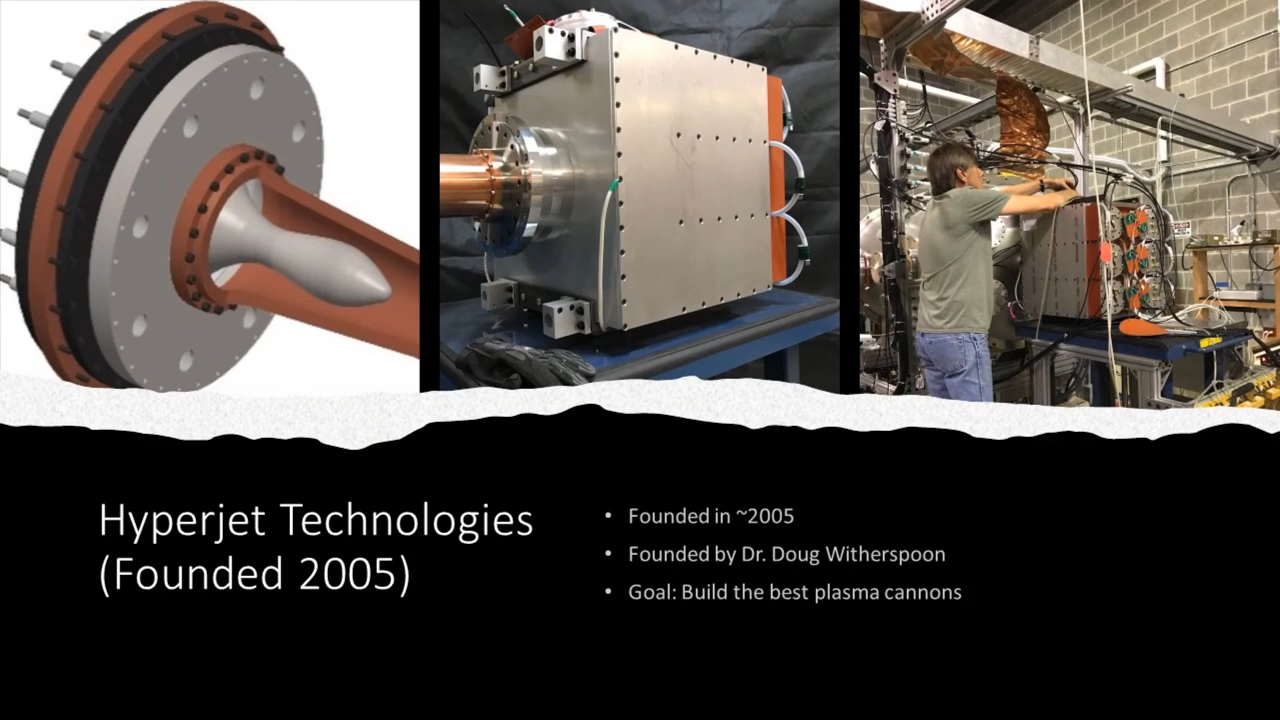 Hyperjet Technologies
(Founded 2005)
• Founded in ~2005
• Founded by Dr. Doug Witherspoon
• Goal: Build the best plasma cannons